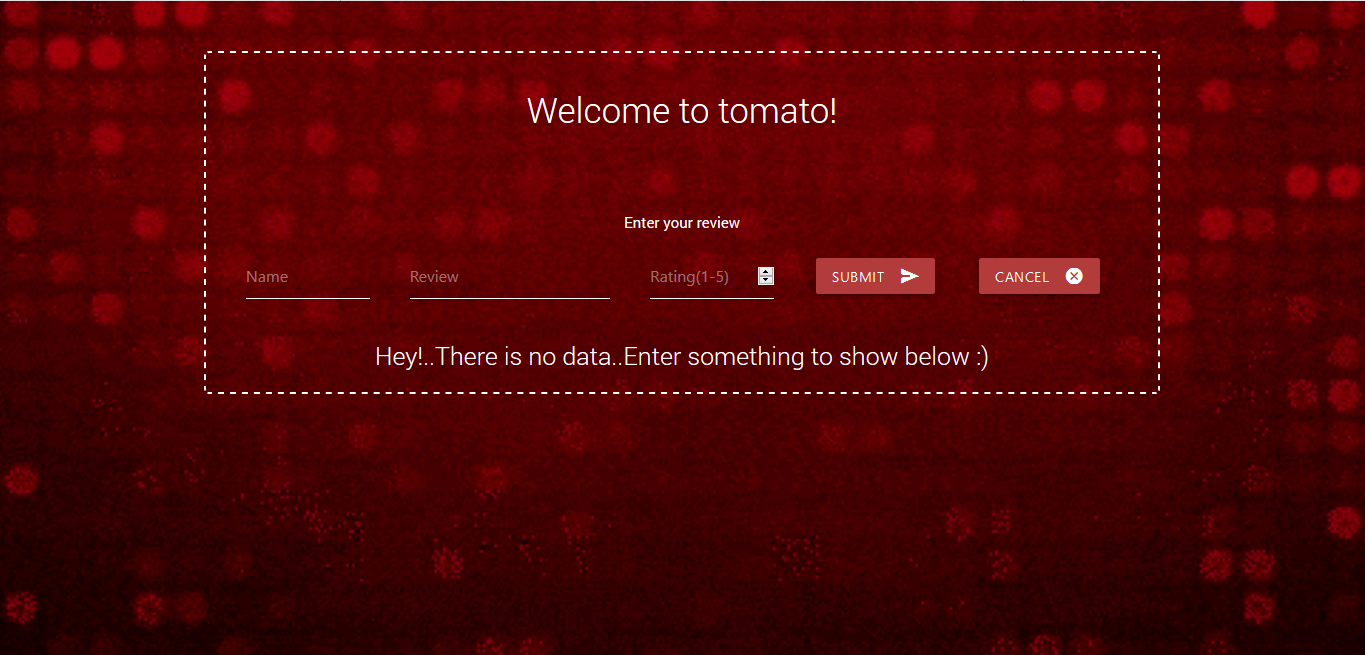 Welcome to tomato!
Enter your review
Name Review Rating(1-5) SUBMIT CANCEL
Hey!..There is no data..Enter something to show below :)